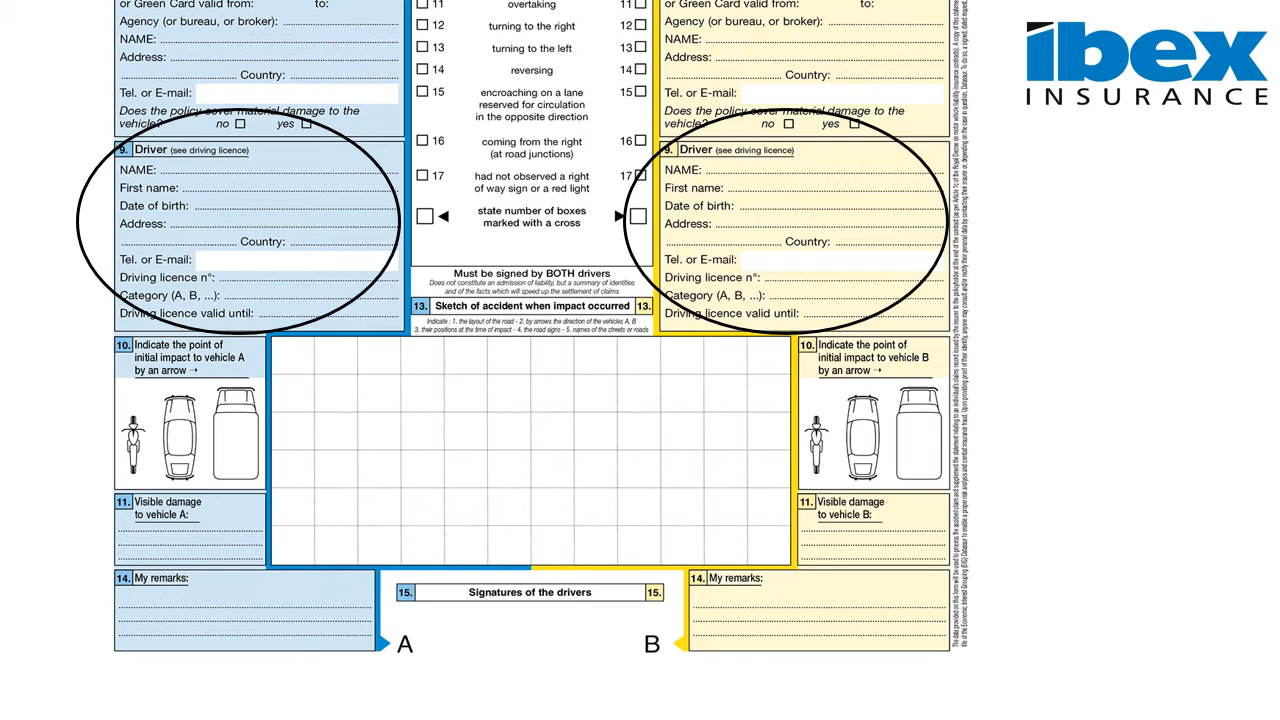 or Green Card valid from: to:
Agency (or bureau, or broker):
NAME:
Address:
Country:
Tel. or E-mail:
Does the policy cover material damage to the
vehicle? no yes
9. Driver (see driving licence)
NAME:
First name:
Date of birth:
Address:
Country:
Tel. or E-mail:
Driving licence n°:
Category (A, B, ...):
Driving licence valid until:
10. Indicate the point of
initial impact to vehicle A
by an arrow →
11. Visible damage
to vehicle A:
14. My remarks:
11 overtaking 11
12 turning to the right 12
13 turning to the left 13
14 reversing 14
15 encroaching on a lane 15
reserved for circulation
in the opposite direction
16 coming from the right 16
(at road junctions)
17 had not observed a right 17
of way sign or a red light
state number of boxes
marked with a cross
Must be signed by BOTH drivers
Does not constitute an admission of liability, but a summary of identities
and of the facts which will speed up the settlement of claims
13. Sketch of accident when impact occurred 13.
Indicate : 1. the layout of the road - 2. by arrows the direction of the vehicles A, B
3. their positions at the time of impact - 4. the road signs - 5. names of the streets or roads
15. Signatures of the drivers 15.
A B
or Green Card valid from: to:
Agency (or bureau, or broker):
NAME:
Address:
Country:
Tel. or E-mail:
Does the policy cover material damage to the
vehicle? no yes
9. Driver (see driving licence)
NAME:
First name:
Date of birth:
Address:
Country:
Tel. or E-mail:
Driving licence n°:
Category (A, B, ...):
Driving licence valid until:
10. Indicate the point of
initial impact to vehicle B
by an arrow →
11. Visible damage
to vehicle B:
14. My remarks:
ibex
INSURANCE